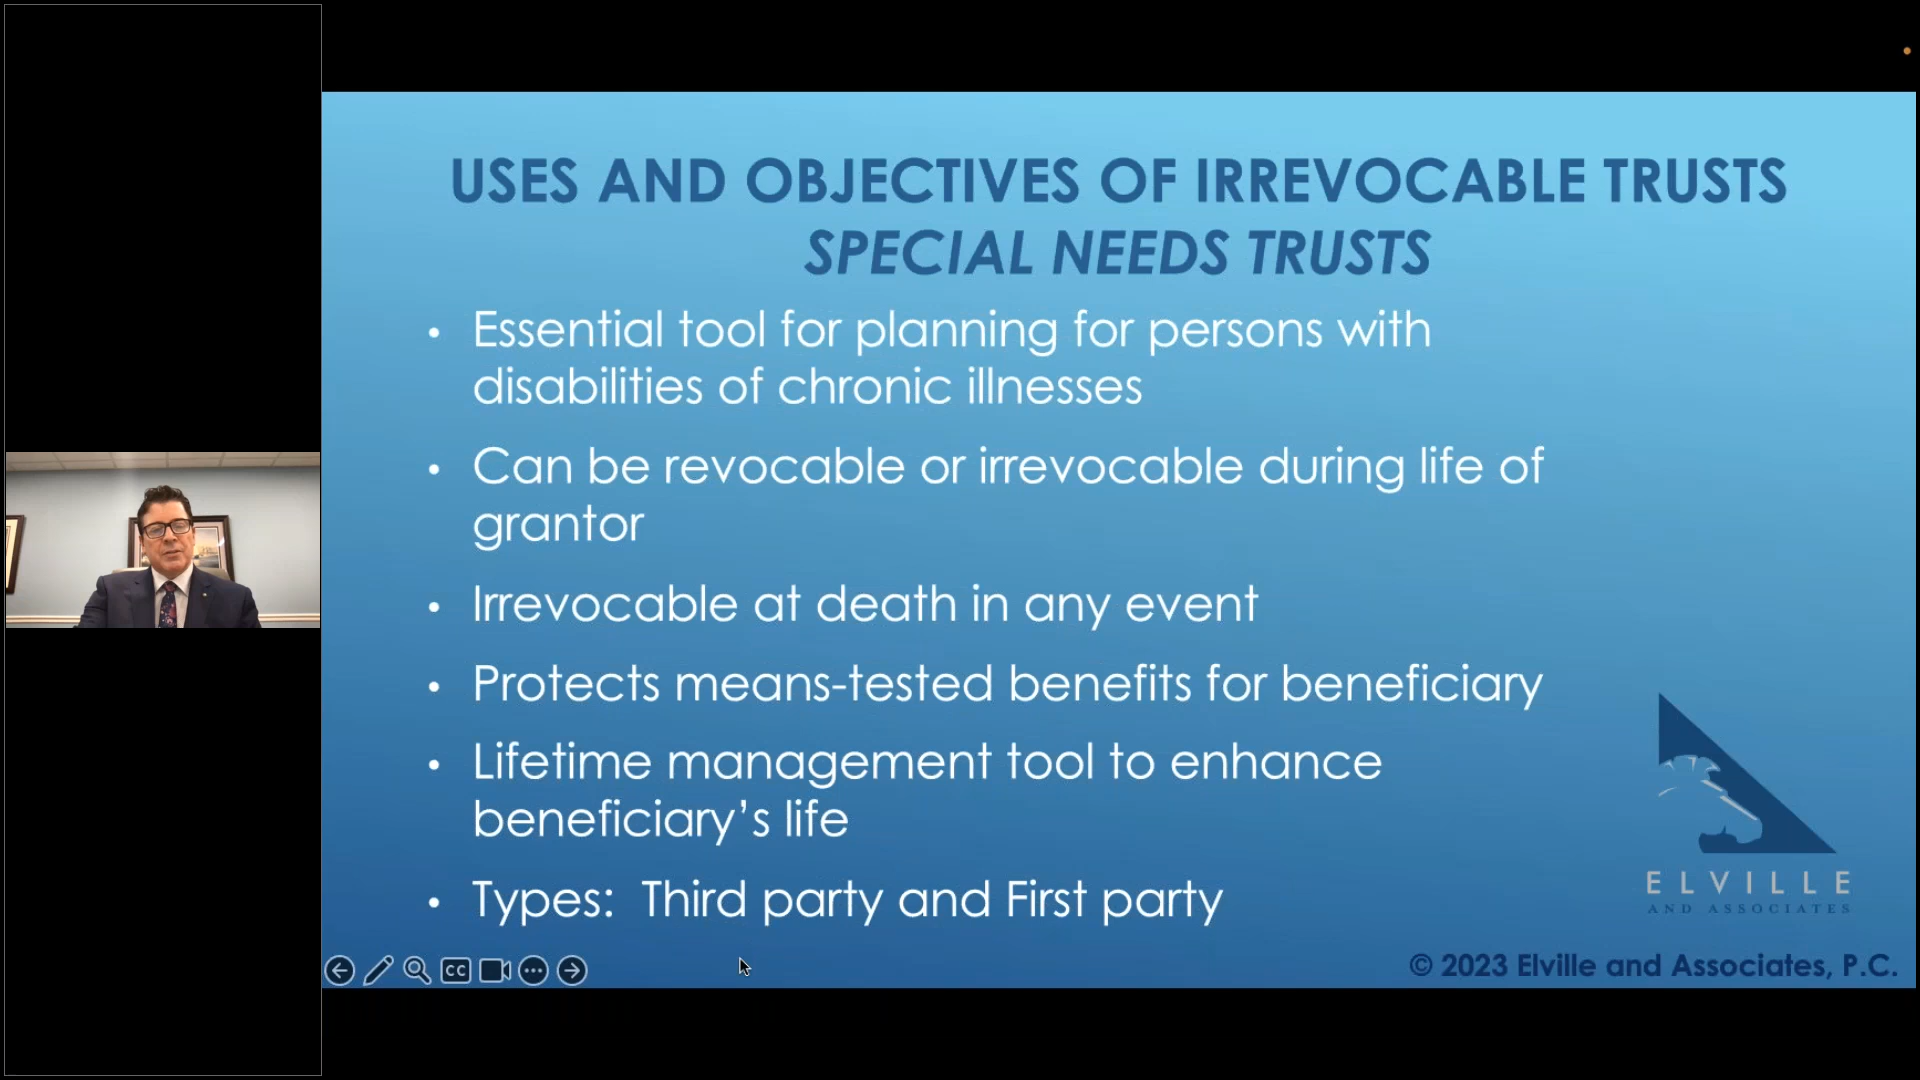 USES AND OBJECTIVES OF IRREVOCABLE TRUSTS
SPECIAL NEEDS TRUSTS
• Essential tool for planning for persons with
disabilities of chronic illnesses
• Can be revocable or irrevocable during life of
grantor
• Irrevocable at death in any event
• Protects means-tested benefits for beneficiary
• Lifetime management tool to enhance
beneficiary’s life
• Types: Third party and First party
ELVILLE
AND ASSOCIATES
CC
© 2023 Elville and Associates, P.C.